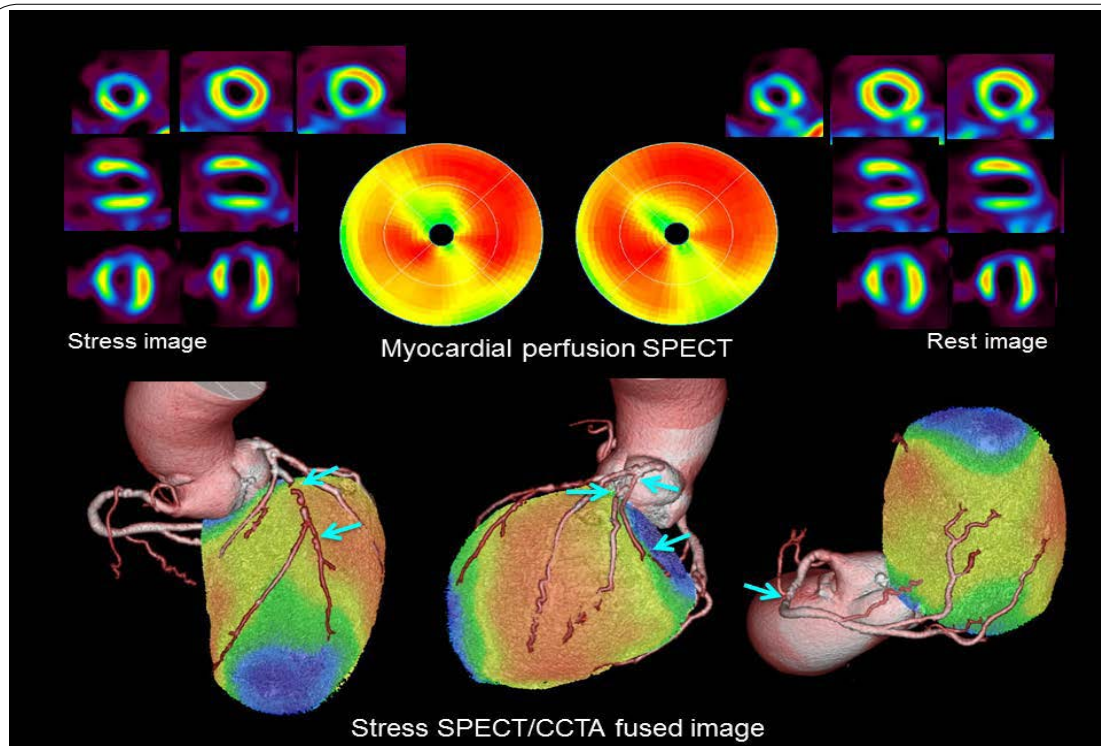 Stress image
Myocardial perfusion SPECT
Rest image
Stress SPECT/CCTA fused image